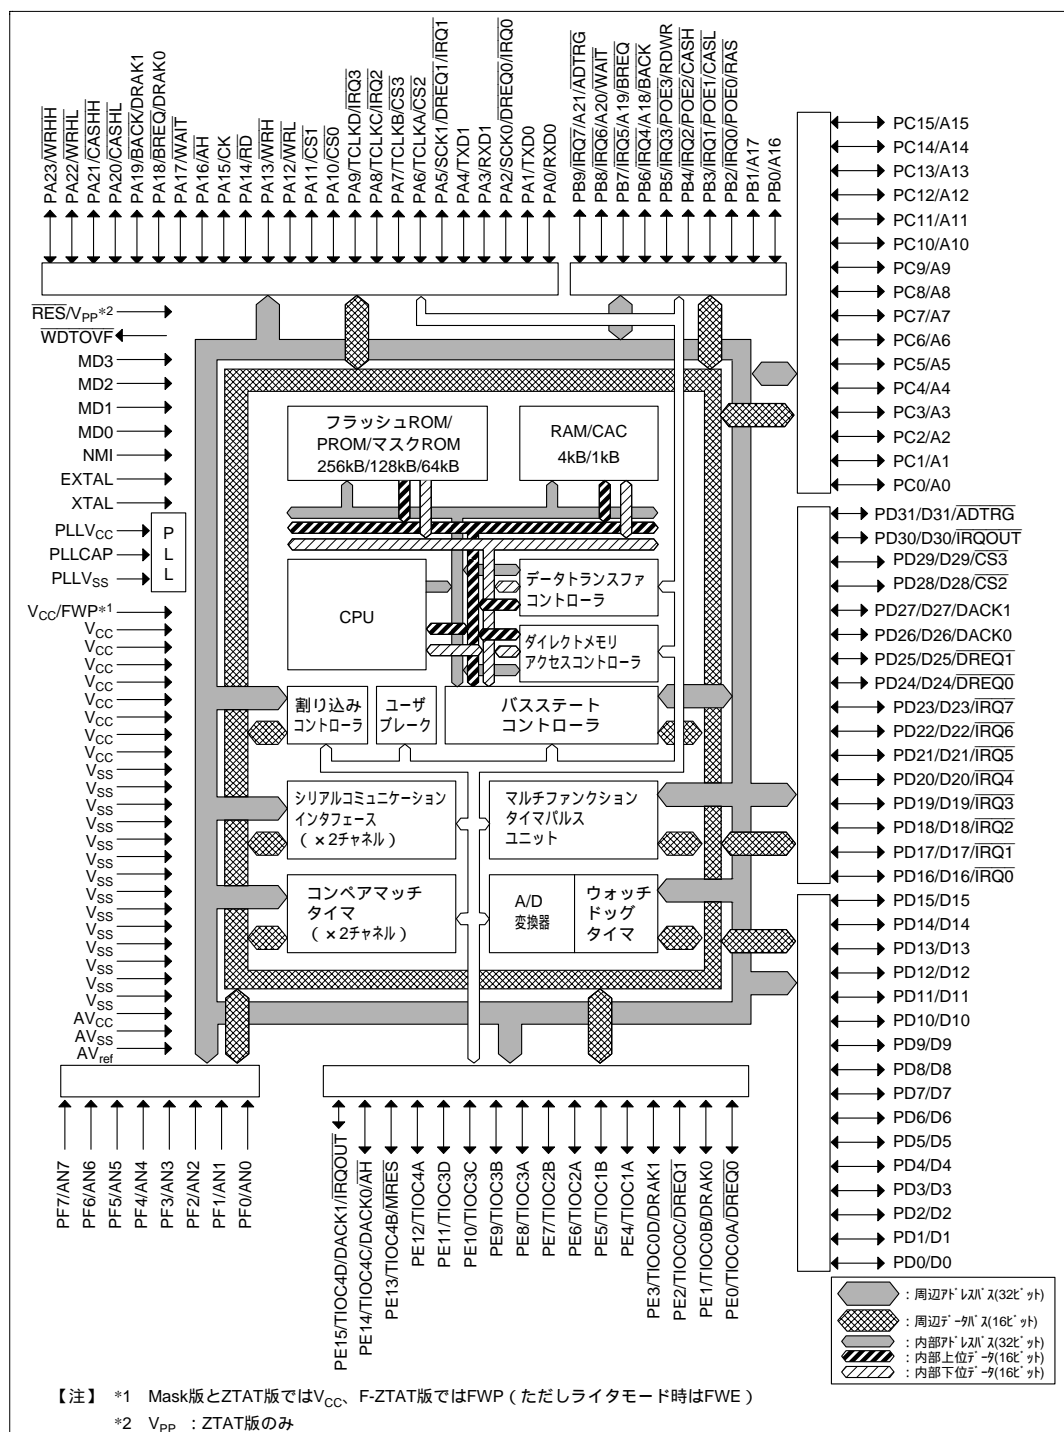 PA23/WRHH
PA22/WRHL
PA21/CASHH
PA20/CASHL
PA19/BACK/DRAK1
PA18/BREQ/DRAK0
PA17/WAIT
PA16/AH
PA15/CK
PA14/RD
PA13/WRH
PA12/WRL
PA11/CS1
PA10/CS0
PA9/TCLKD/IRQ3
PA8/TCLKC/IRQ2
PA7/TCLKB/CS3
PA6/TCLKA/CS2
PA5/SCK1/DREQ1/IRQ1
PA4/TXD1
PA3/RXD1
PA2/SCK0/DREQ0/IRQ0
PA1/TXD0
PA0/RXD0
PB9/IRQ7/A21/ADTRG
PB8/IRQ6/A20/WAIT
PB7/IRQ5/A19/BREQ
PB6/IRQ4/A18/BACK
PB5/IRQ3/POE3/RDWR
PB4/IRQ2/POE2/CASH
PB3/IRQ1/POE1/CASL
PB2/IRQ0/POE0/RAS
PB1/A17
PB0/A16
RES/VPP*2
WDTOVF
MD3
MD2
MD1
MD0
NMI
EXTAL
XTAL
PLLVCC
PLLCAP
PLLVSS
P
L
L
VCC/FWP*1
VCC
VCC
VCC
VCC
VCC
VCC
VCC
VCC
VSS
VSS
VSS
VSS
VSS
VSS
VSS
VSS
VSS
VSS
VSS
VSS
VSS
VSS
AVCC
AVSS
AVref
フラッシュROM/
PROM/マスクROM
256kB/128kB/64kB
RAM/CAC
4kB/1kB
CPU
データトランスファ
コントローラ
ダイレクトメモリ
アクセスコントローラ
割り込み
コントローラ
ユーザ
ブレーク
バスステート
コントローラ
シリアルコミュニケーション
インタフェース
(×2チャネル)
マルチファンクション
タイマパルス
ユニット
コンペアマッチ
タイマ
(×2チャネル)
A/D
変換器
ウォッチ
ドッグ
タイマ
PC15/A15
PC14/A14
PC13/A13
PC12/A12
PC11/A11
PC10/A10
PC9/A9
PC8/A8
PC7/A7
PC6/A6
PC5/A5
PC4/A4
PC3/A3
PC2/A2
PC1/A1
PC0/A0
PD31/D31/ADTRG
PD30/D30/IRQOUT
PD29/D29/CS3
PD28/D28/CS2
PD27/D27/DACK1
PD26/D26/DACK0
PD25/D25/DREQ1
PD24/D24/DREQ0
PD23/D23/IRQ7
PD22/D22/IRQ6
PD21/D21/IRQ5
PD20/D20/IRQ4
PD19/D19/IRQ3
PD18/D18/IRQ2
PD17/D17/IRQ1
PD16/D16/IRQ0
PD15/D15
PD14/D14
PD13/D13
PD12/D12
PD11/D11
PD10/D10
PD9/D9
PD8/D8
PD7/D7
PD6/D6
PD5/D5
PD4/D4
PD3/D3
PD2/D2
PD1/D1
PD0/D0
PF7/AN7
PF6/AN6
PF5/AN5
PF4/AN4
PF3/AN3
PF2/AN2
PF1/AN1
PF0/AN0
PE15/TIOC4D/DACK1/IRQOUT
PE14/TIOC4C/DACK0/AH
PE13/TIOC4B/MRES
PE12/TIOC4A
PE11/TIOC3D
PE10/TIOC3C
PE9/TIOC3B
PE8/TIOC3A
PE7/TIOC2B
PE6/TIOC2A
PE5/TIOC1B
PE4/TIOC1A
PE3/TIOC0D/DRAK1
PE2/TIOC0C/DREQ1
PE1/TIOC0B/DRAK0
PE0/TIOC0A/DREQ0
:周辺アドレスバス(32ビット)
:周辺データバス(16ビット)
:内部アドレスバス(32ビット)
:内部上位データ(16ビット)
:内部下位データ(16ビット)
【注】 *1 Mask版とZTAT版ではVCC、F-ZTAT版ではFWP(ただしライタモード時はFWE)
*2 VPP :ZTAT版のみ